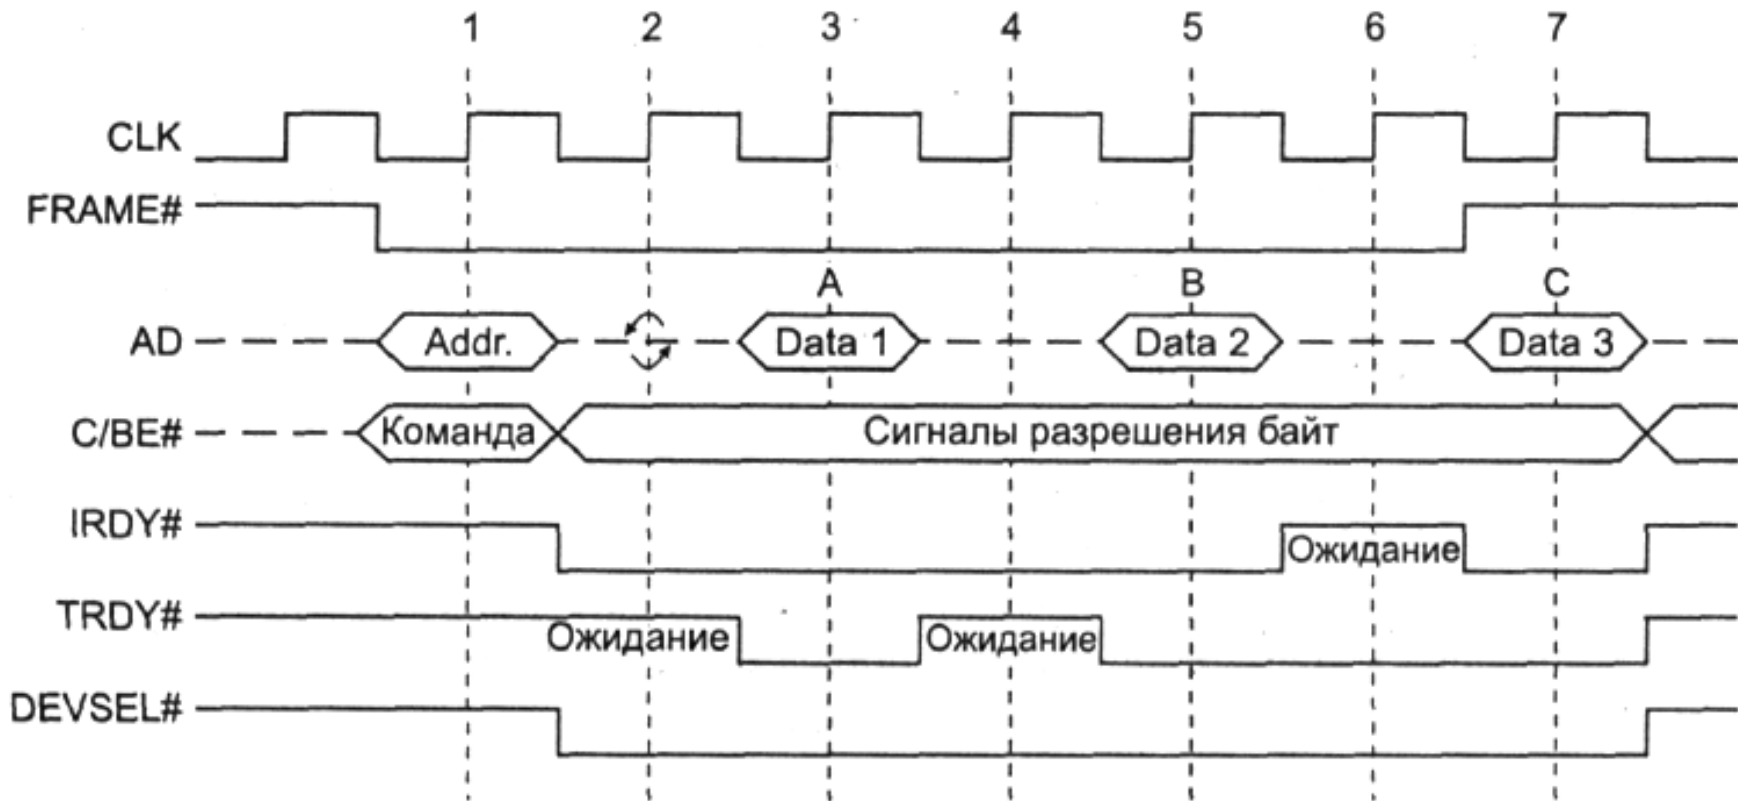 1 2 3 4 5 6 7
CLK
FRAME#
A B C
AD Addr. Data 1 Data 2 Data 3
C/BE# Команда Сигналы разрешения байт
IRDY# Ожидание
TRDY# Ожидание Ожидание
DEVSEL#